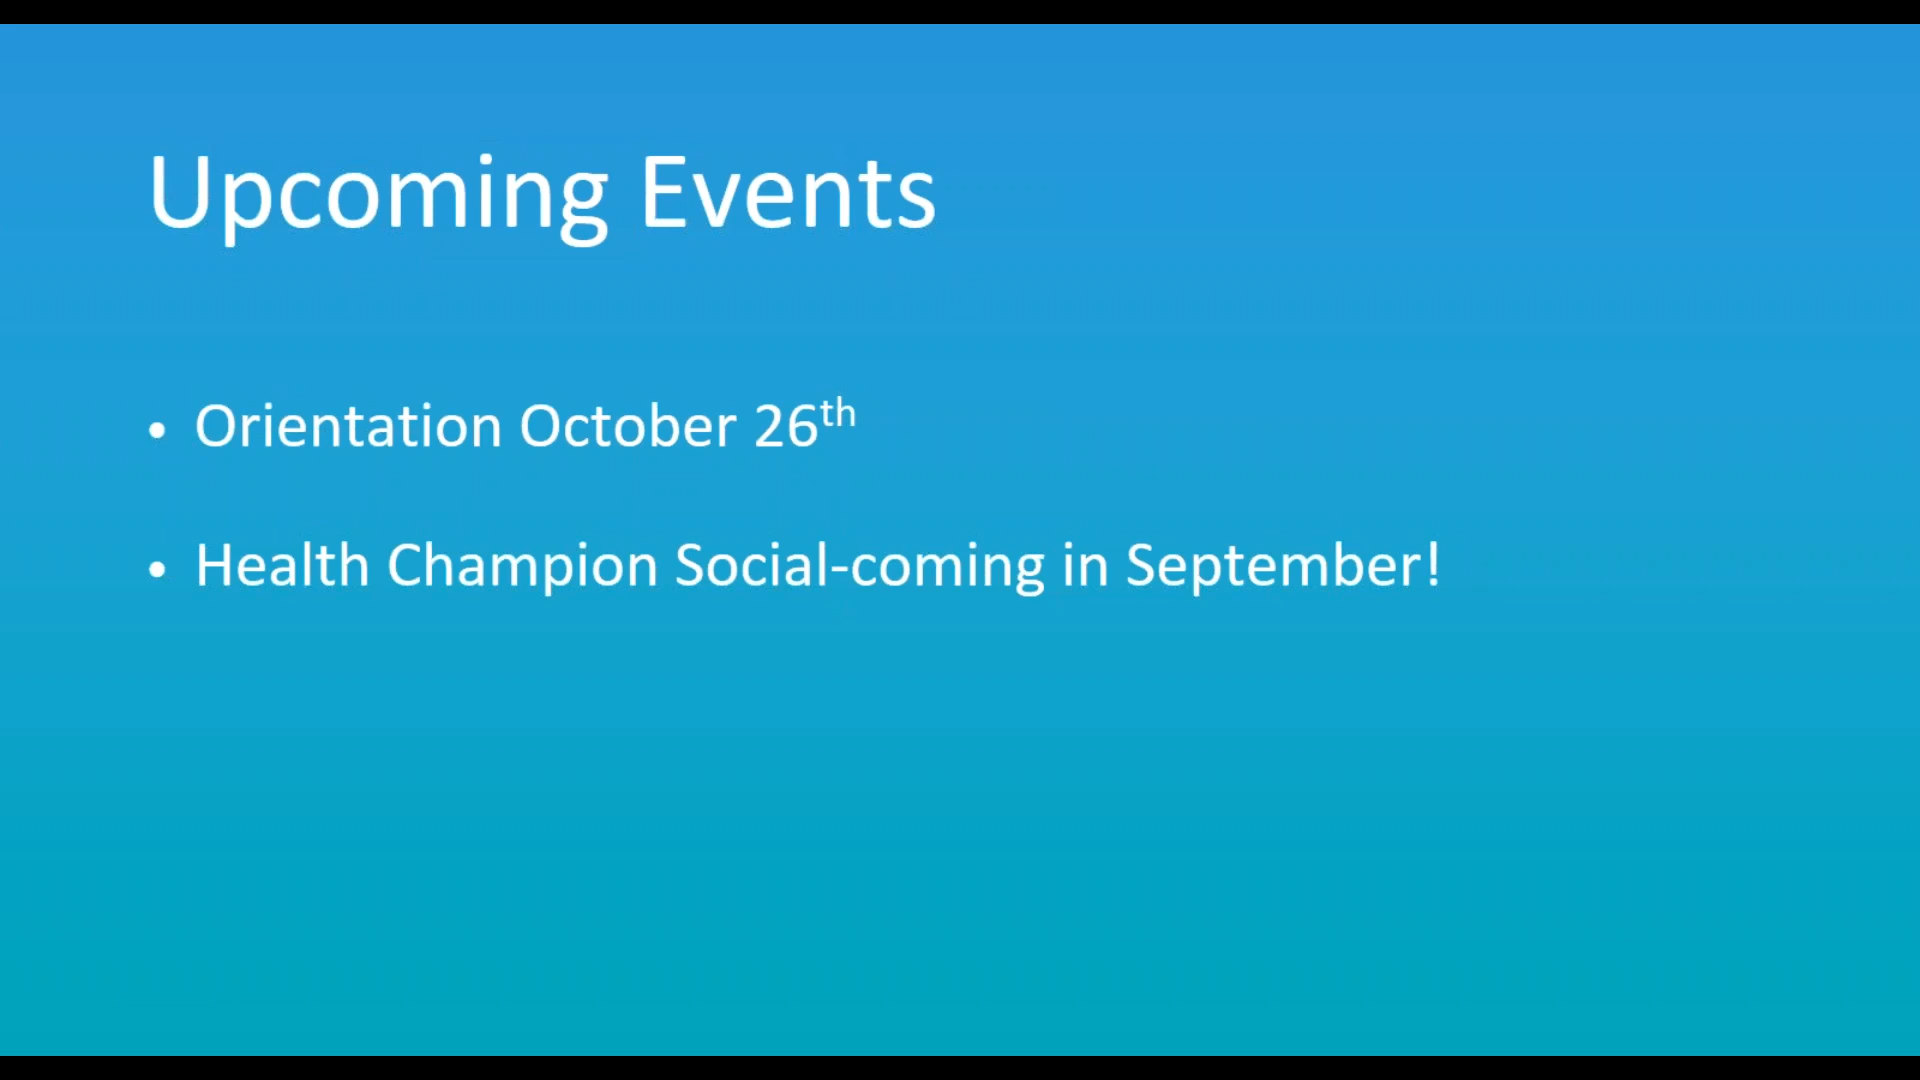 Upcoming Events
• Orientation October 26th
• Health Champion Social-coming in September!